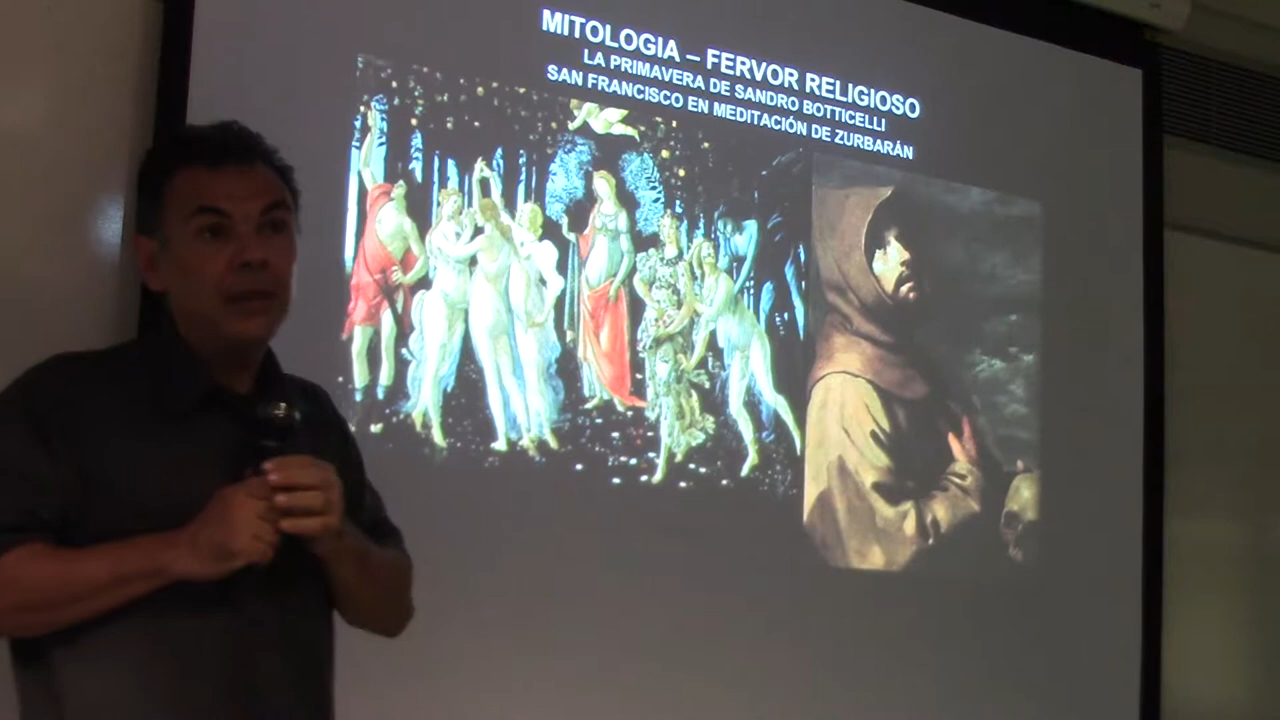 MITOLOGIA – FERVOR RELIGIOSO
LA PRIMAVERA DE SANDRO BOTTICELLI
SAN FRANCISCO EN MEDITACIÓN DE ZURBARÁN